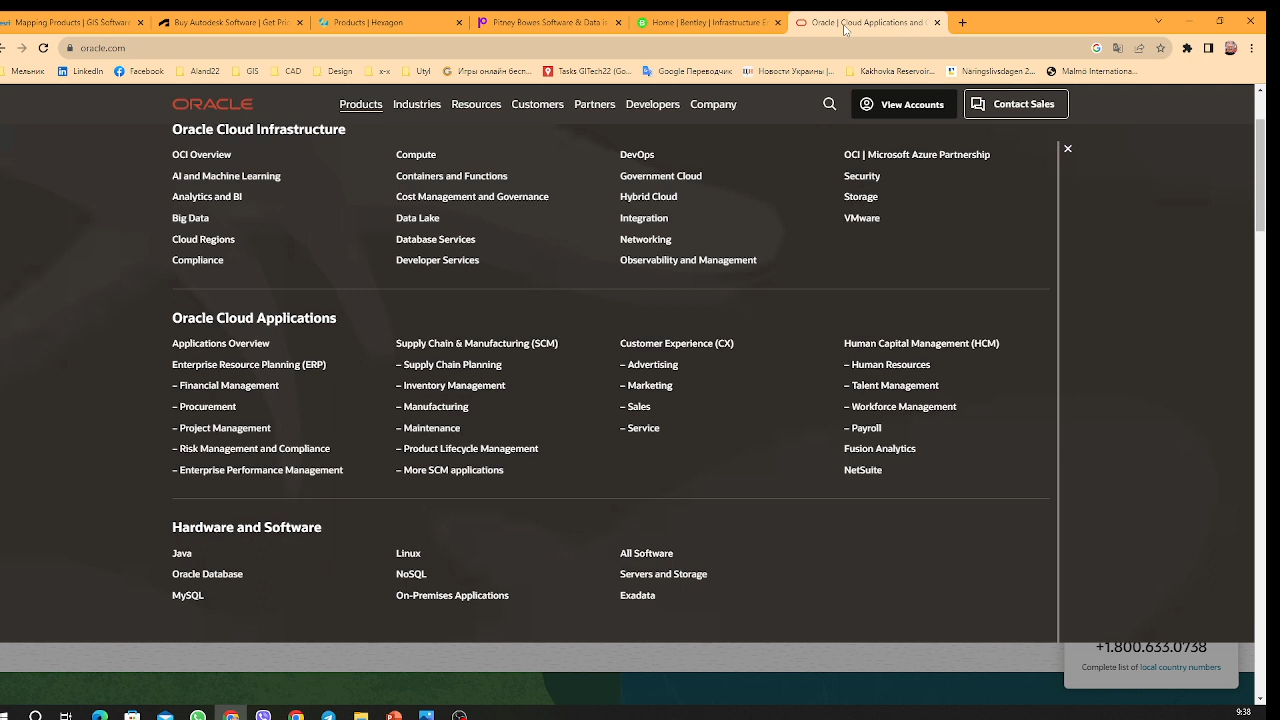 Mapping Products | GIS Software
Buy Autodesk Software | Get Pric
Products | Hexagon
Pitney Bowes Software & Data is
Home | Bentley | Infrastructure E
Oracle | Cloud Applications and C
oracle.com
Мельник
LinkedIn
Facebook
Aland22
GIS
CAD
Design
x-x
Utyl
Игры онлайн бесп...
Tasks GITech22 (Go...
Google Переводчик
Новости Украины |...
Kakhovka Reservoir...
Näringslivsdagen 2...
Malmö Internationa...
ORACLE
Products
Industries
Resources
Customers
Partners
Developers
Company
View Accounts
Contact Sales
Oracle Cloud Infrastructure
OCI Overview
AI and Machine Learning
Analytics and BI
Big Data
Cloud Regions
Compliance
Compute
Containers and Functions
Cost Management and Governance
Data Lake
Database Services
Developer Services
DevOps
Government Cloud
Hybrid Cloud
Integration
Networking
Observability and Management
OCI | Microsoft Azure Partnership
Security
Storage
VMware
Oracle Cloud Applications
Applications Overview
Enterprise Resource Planning (ERP)
– Financial Management
– Procurement
– Project Management
– Risk Management and Compliance
– Enterprise Performance Management
Supply Chain & Manufacturing (SCM)
– Supply Chain Planning
– Inventory Management
– Manufacturing
– Maintenance
– Product Lifecycle Management
– More SCM applications
Customer Experience (CX)
– Advertising
– Marketing
– Sales
– Service
Human Capital Management (HCM)
– Human Resources
– Talent Management
– Workforce Management
– Payroll
Fusion Analytics
NetSuite
Hardware and Software
Java
Oracle Database
MySQL
Linux
NoSQL
On-Premises Applications
All Software
Servers and Storage
Exadata
+1.800.633.0738
Complete list of local country numbers
9:38